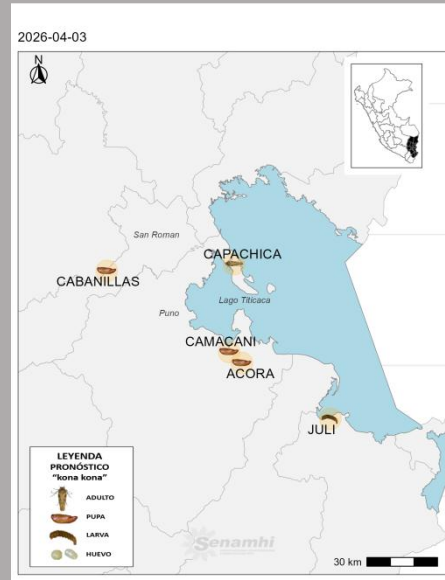 2026-04-03
N
San Roman
CAPACHICA
CABANILLAS
Lago Titicaca
Puno
CAMACANI
ACORA
JULI
LEYENDA
PRONÓSTICO
"kona kona"
ADULTO
PUPA
LARVA
HUEVO
Senamhi
30 km